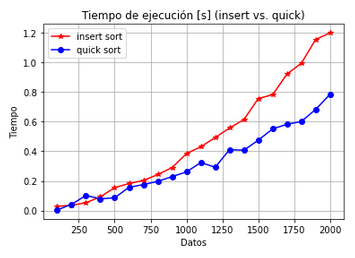 Tiempo de ejecución [s] (insert vs. quick)
insert sort
quick sort
Tiempo
1.2
1.0
0.8
0.6
0.4
0.2
0.0
250 500 750 1000 1250 1500 1750 2000
Datos